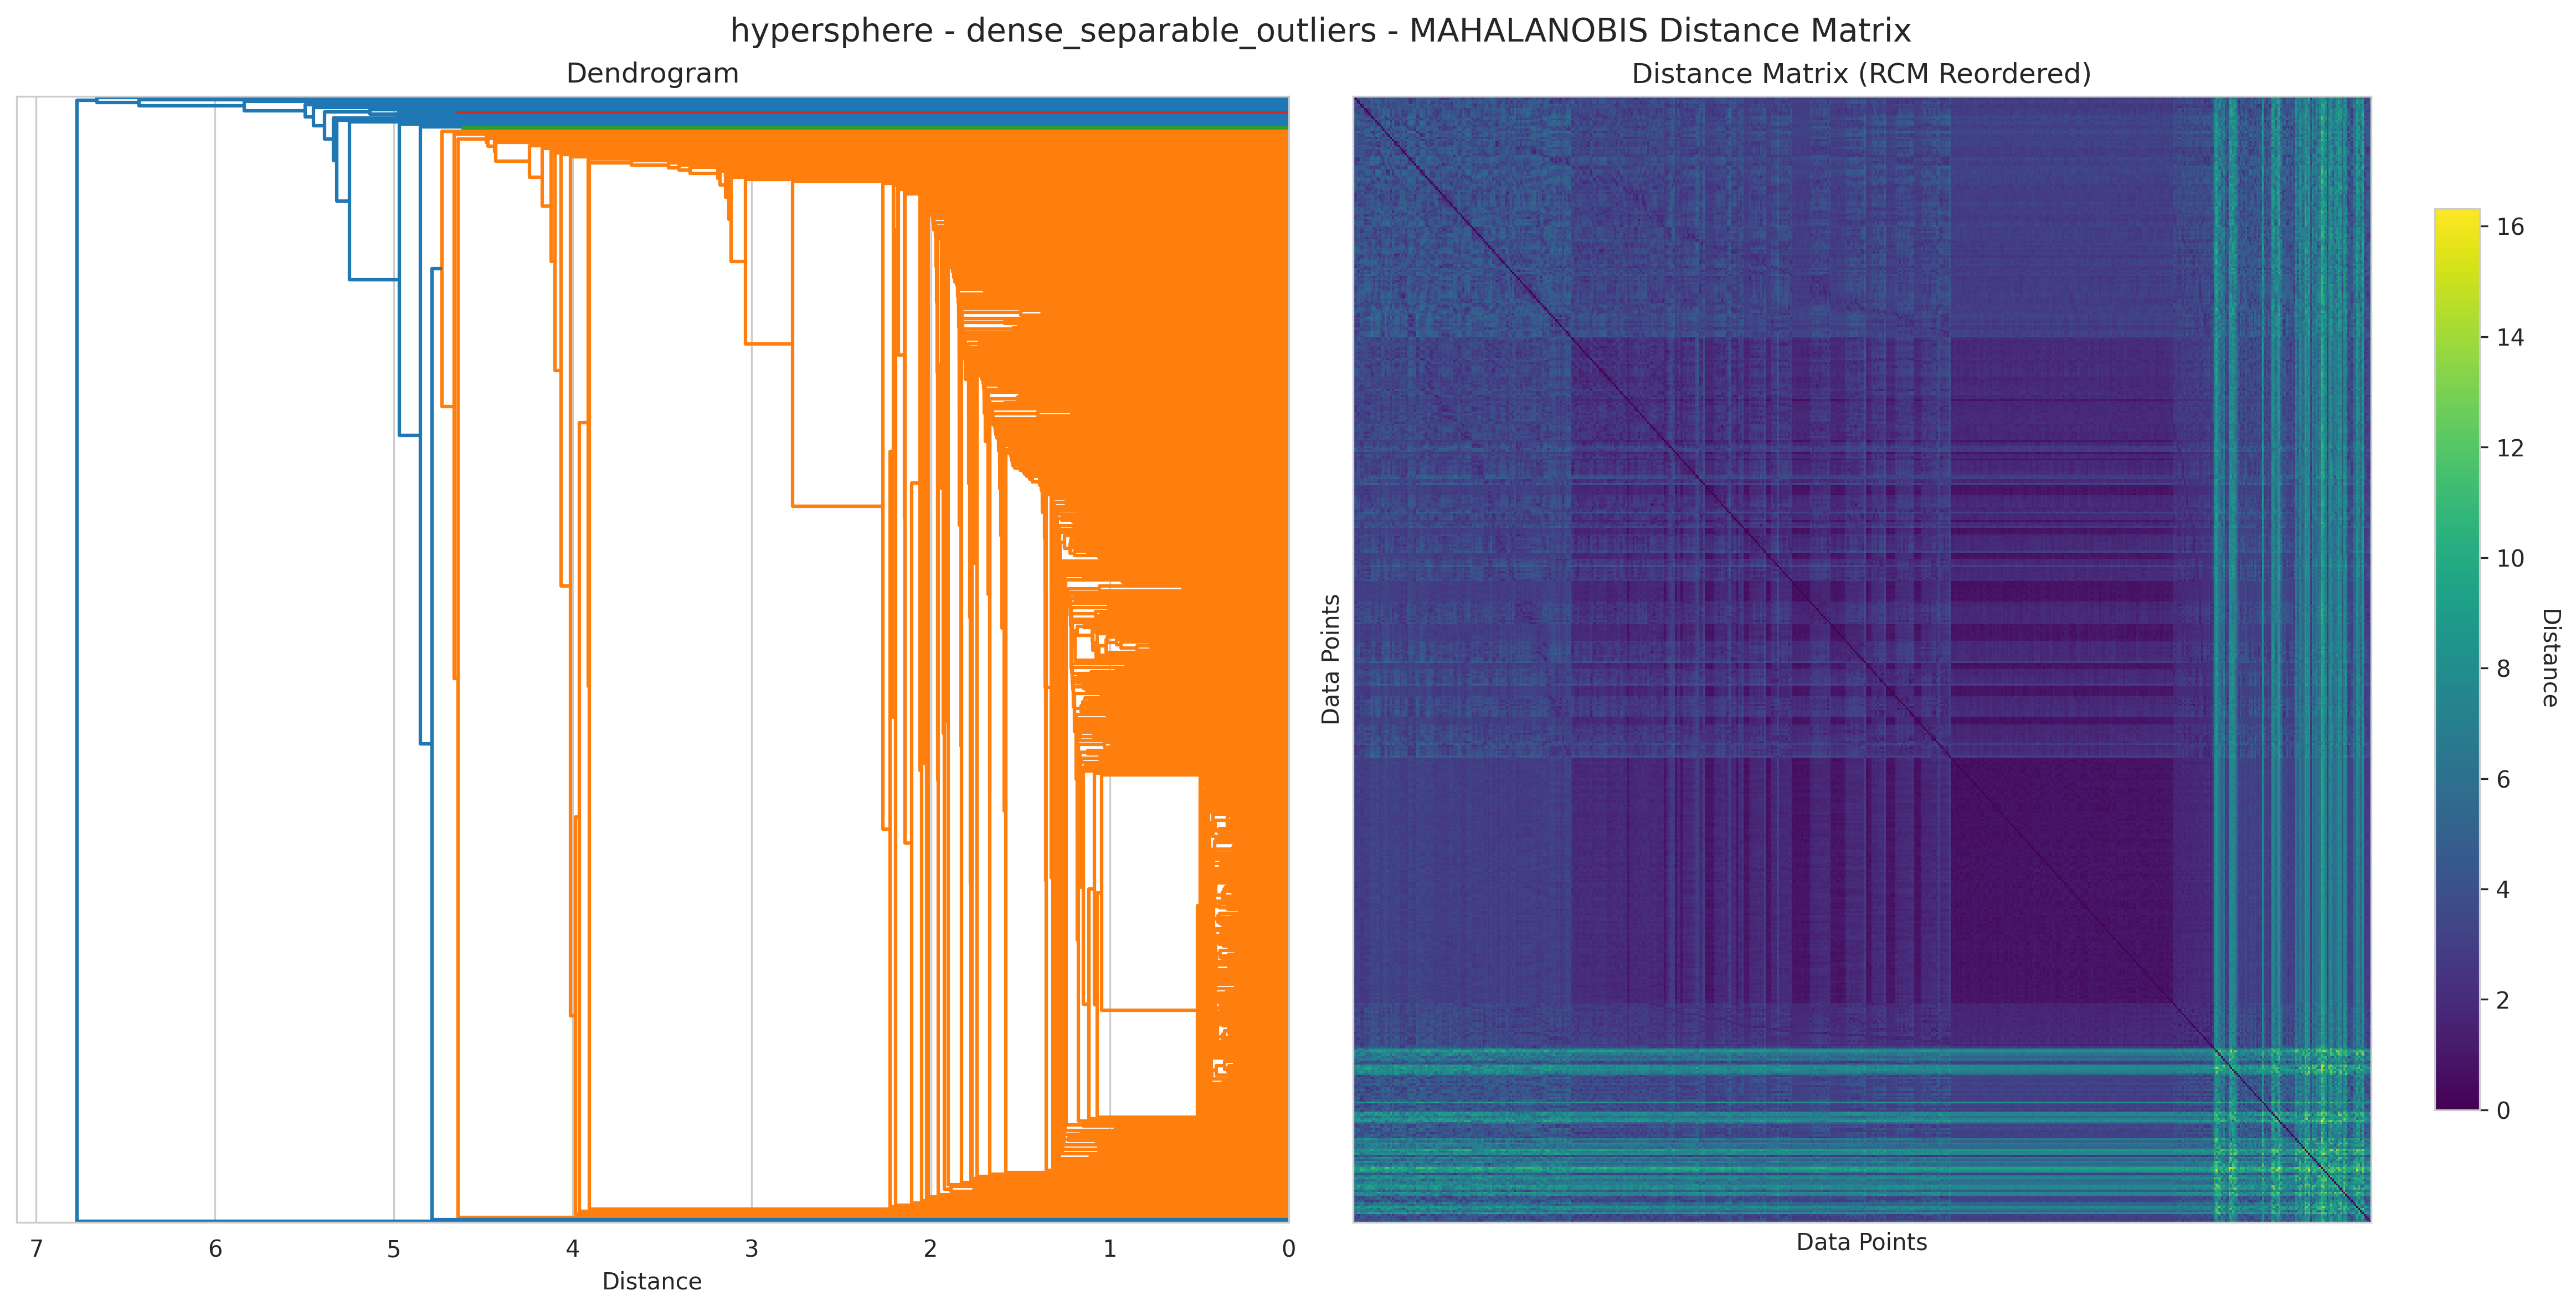 hypersphere - dense_separable_outliers - MAHALANOBIS Distance Matrix
Dendrogram
7 6 5 4 3 2 1 0
Distance
Distance Matrix (RCM Reordered)
Data Points
Data Points
16
14
12
10
8
6
4
2
0
Distance